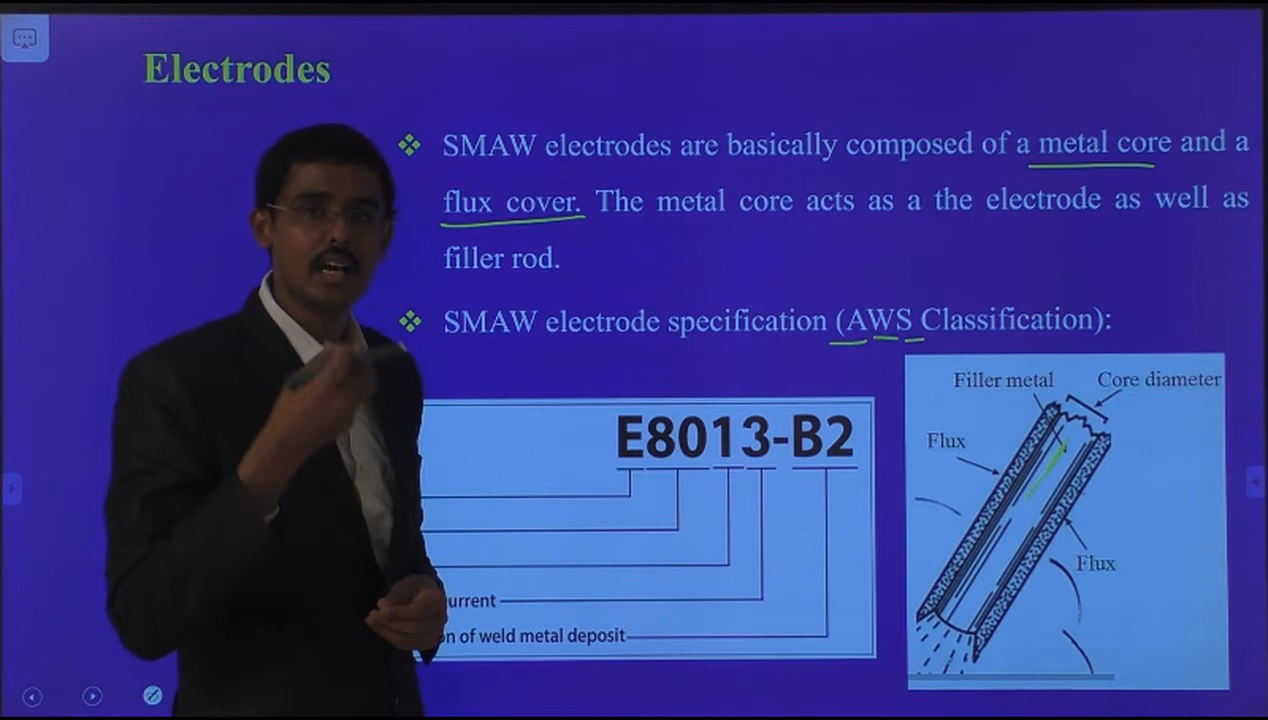 Electrodes
SMAW electrodes are basically composed of a metal core and a
flux cover. The metal core acts as a the electrode as well as
filler rod.
SMAW electrode specification (AWS Classification):
E8013-B2
urrent
on of weld metal deposit
Filler metal
Core diameter
Flux
Flux